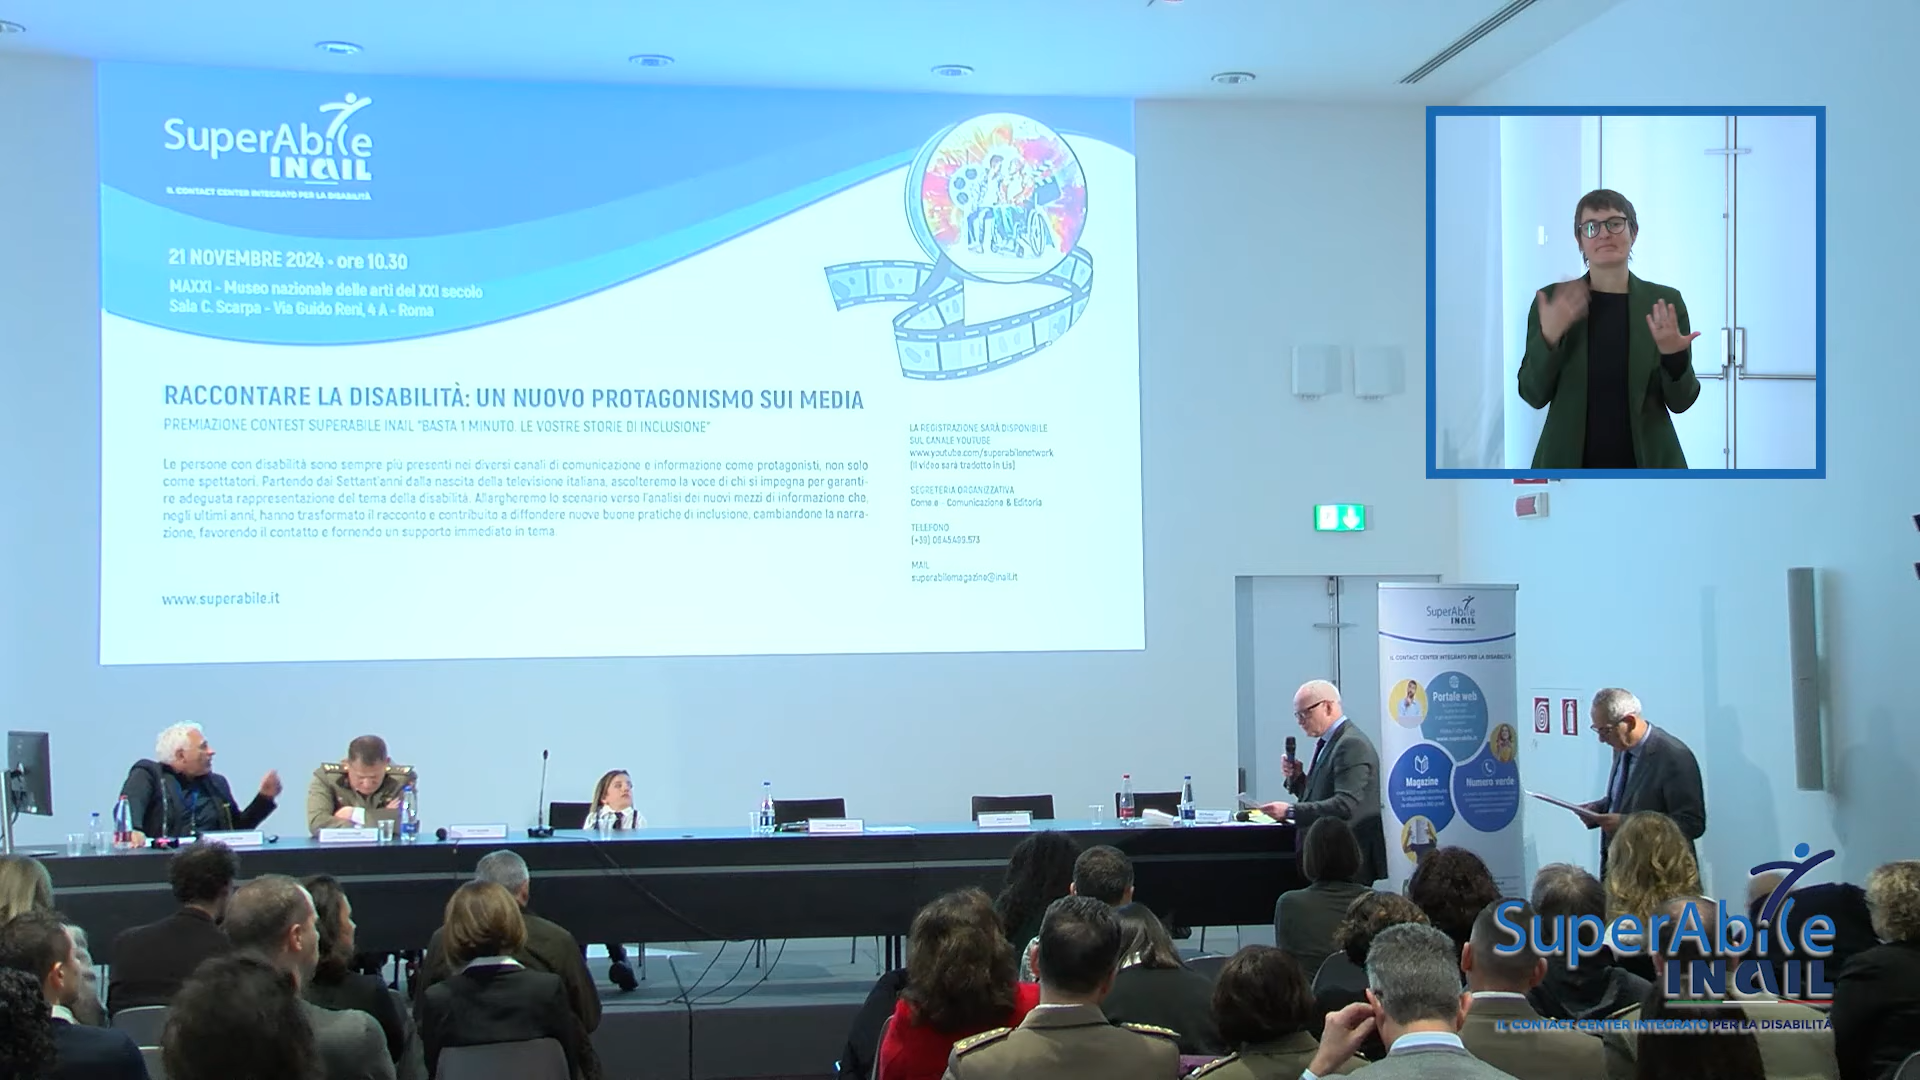 SuperAbile
INAIL
IL CONTACT CENTER INTEGRATO PER LA DISABILITÀ
21 NOVEMBRE 2024 - ore 10.30
MAXXI - Museo nazionale delle arti del XXI secolo
Sala C. Scarpa - Via Guido Reni, 4 A - Roma
RACCONTARE LA DISABILITÀ: UN NUOVO PROTAGONISMO SUI MEDIA
PREMIAZIONE CONTEST SUPERABILE INAIL "BASTA 1 MINUTO. LE VOSTRE STORIE DI INCLUSIONE"
Le persone con disabilità sono sempre più presenti nei diversi canali di comunicazione e informazione come protagonisti, non solo
come spettatori. Partendo dai Settant'anni dalla nascita della televisione italiana, ascolteremo la voce di chi si impegna per garanti-
re adeguata rappresentazione del tema della disabilità. Allargheremo lo scenario verso l'analisi dei nuovi mezzi di informazione che,
negli ultimi anni, hanno trasformato il racconto e contribuito a diffondere nuove buone pratiche di inclusione, cambiandone la narra-
zione, favorendo il contatto e fornendo un supporto immediato in tema.
www.superabile.it
LA REGISTRAZIONE SARÀ DISPONIBILE
SUL CANALE YOUTUBE
www.youtube.com/superabilenetwork
(Il video sarà tradotto in Lis)
SEGRETERIA ORGANIZZATIVA
Come.e - Comunicazione & Editoria
TELEFONO
(+39) 06.45.409.573
MAIL
superabilemagazine@inail.it
SuperAbile
INAIL
IL CONTACT CENTER INTEGRATO PER LA DISABILITÀ
Portale web
www.superabile.it
Magazine
Numero verde
SuperAbile
INAIL
IL CONTACT CENTER INTEGRATO PER LA DISABILITÀ